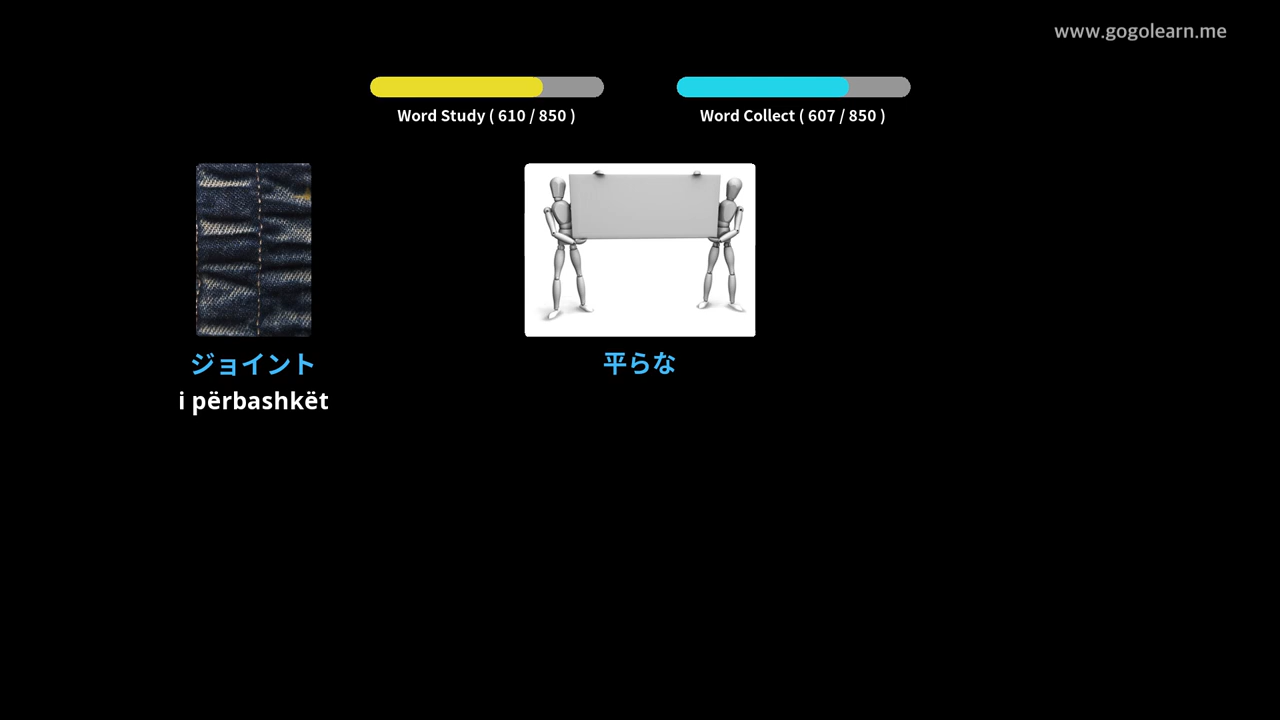 www.gogolearn.me
Word Study ( 610 / 850 )
Word Collect ( 607 / 850 )
ジョイント
i përbashkët
平らな